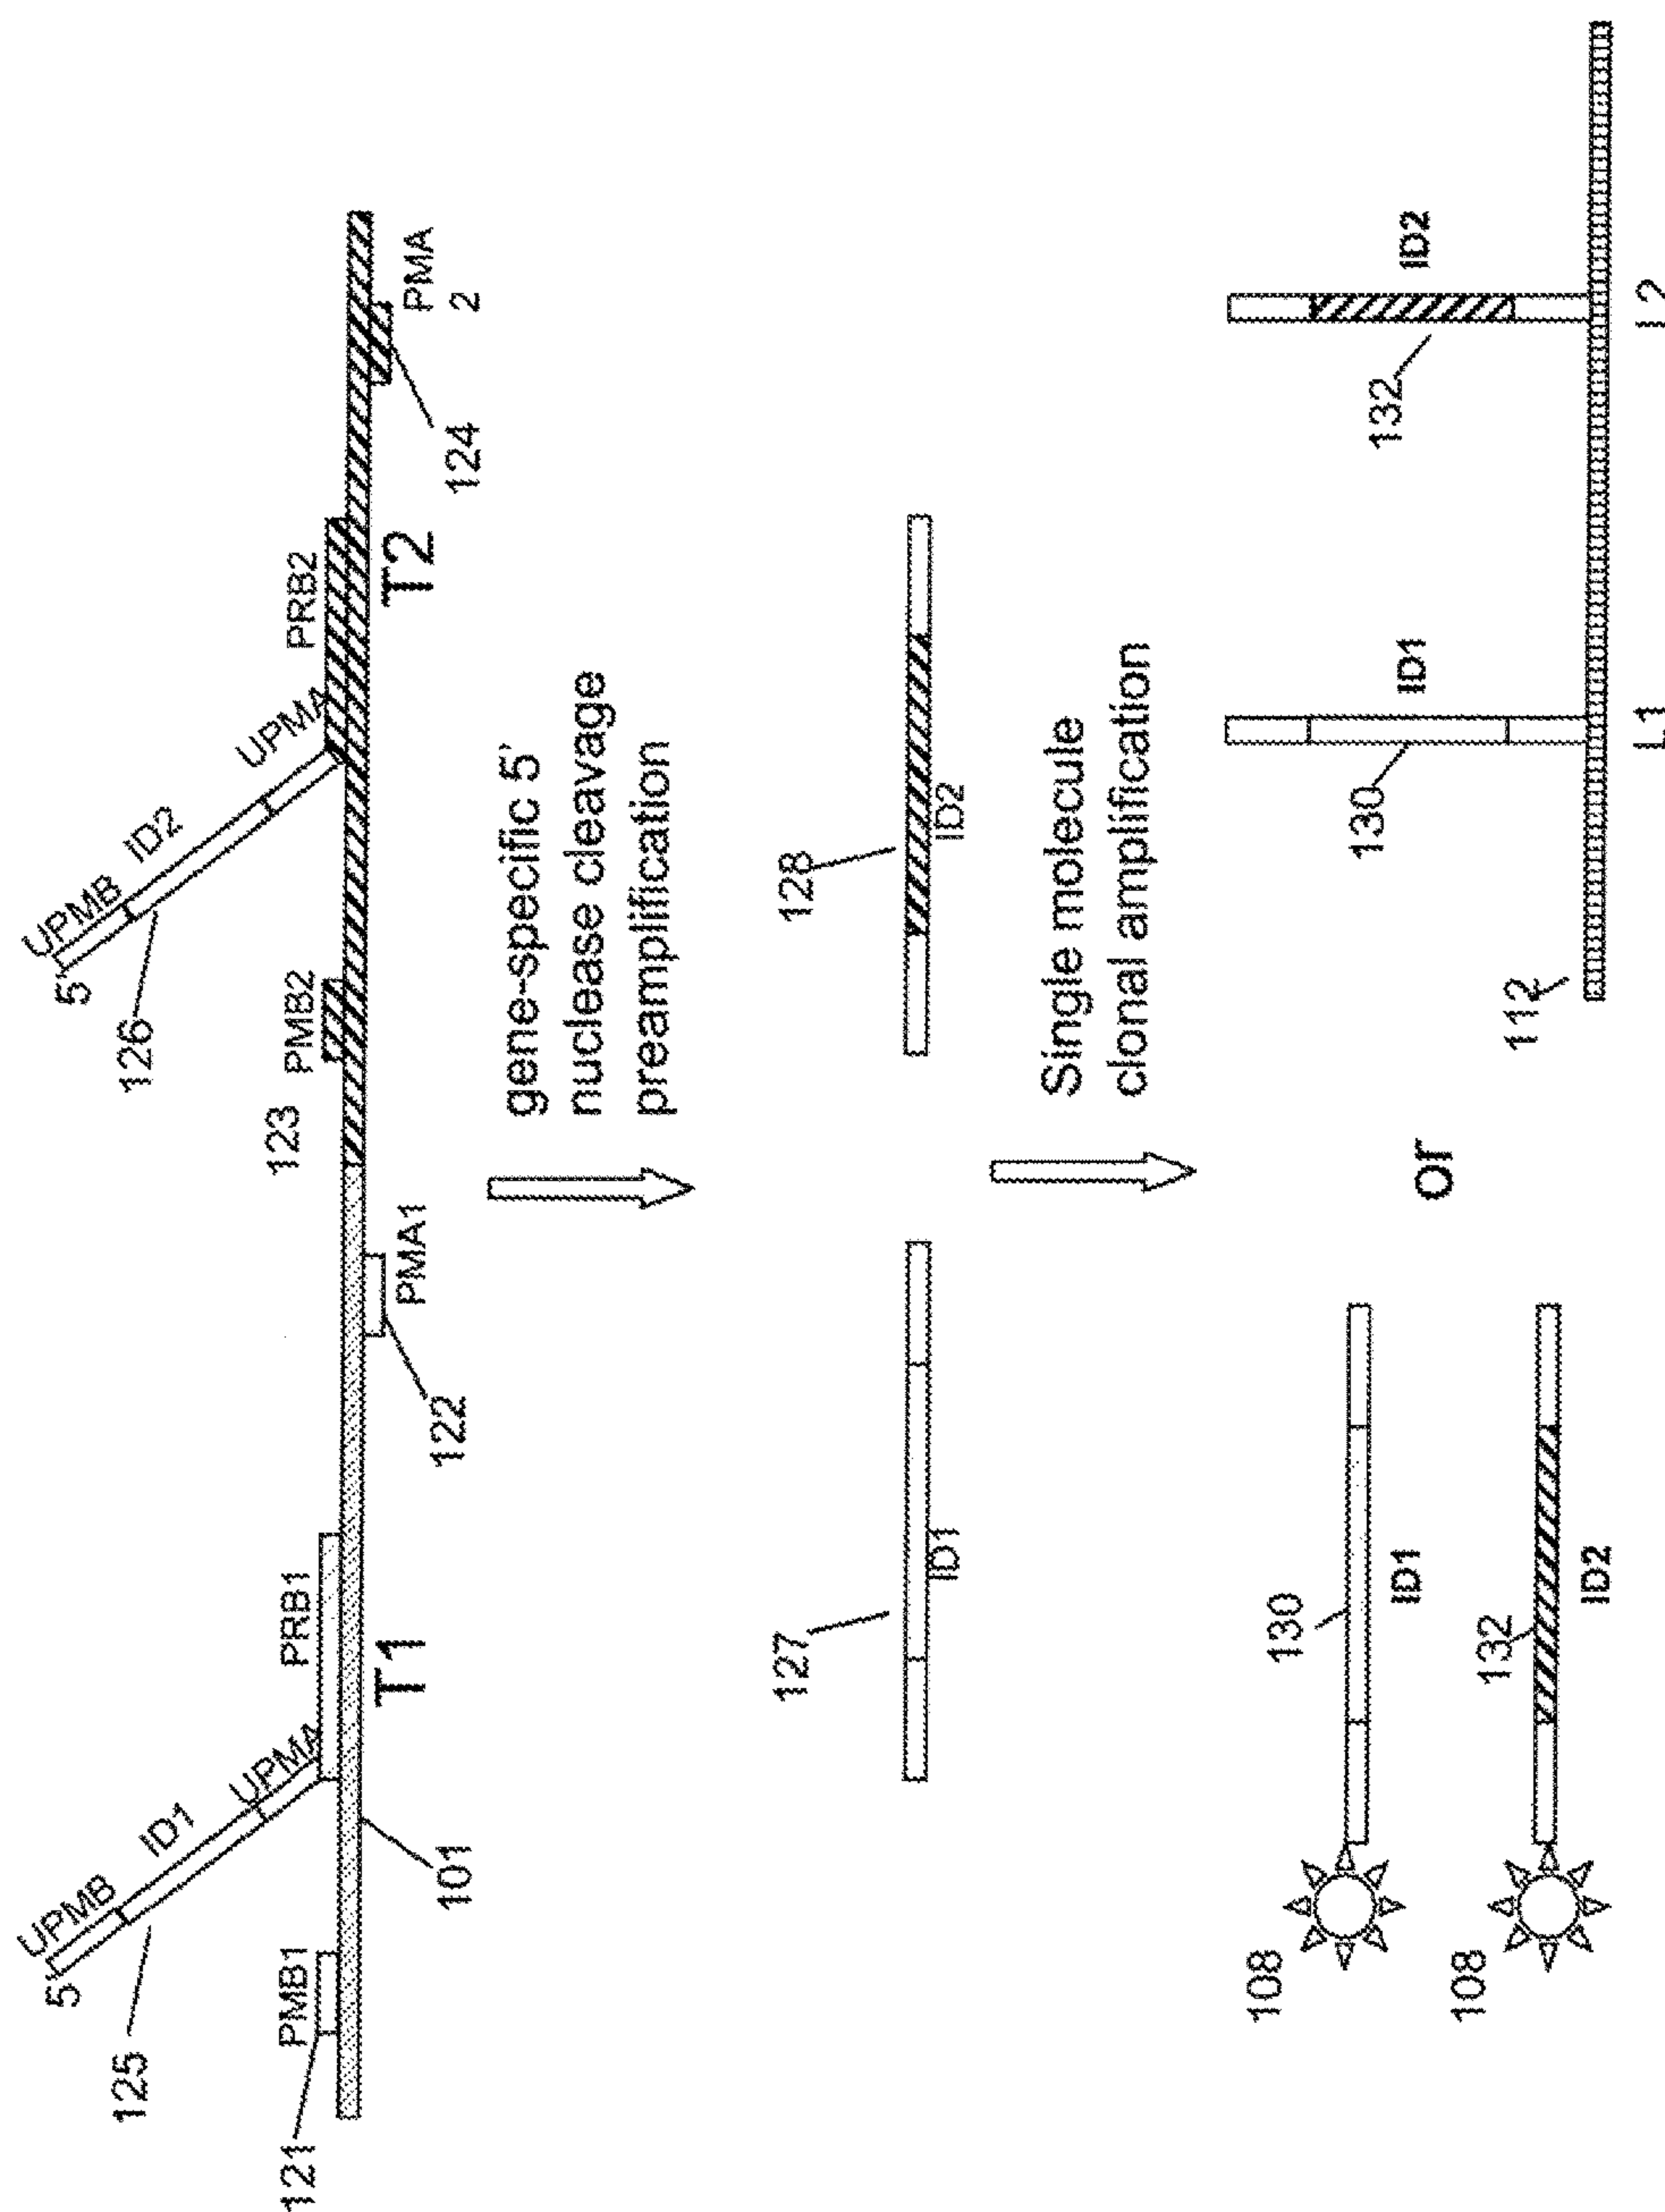 5'
UPMB
ID1
UPMA
125
121
PMB1
PRB1
T1
101
122
PMA1
5'
UPMB
ID2
UPMA
126
123
PMB2
PRB2
T2
124
PMA
2
gene-specific 5'
nuclease cleavage
preamplification
127
ID1
128
ID2
Single molecule
clonal amplification
108
130
ID1
108
132
ID2
or
112
130
ID1
L1
132
ID2
L2